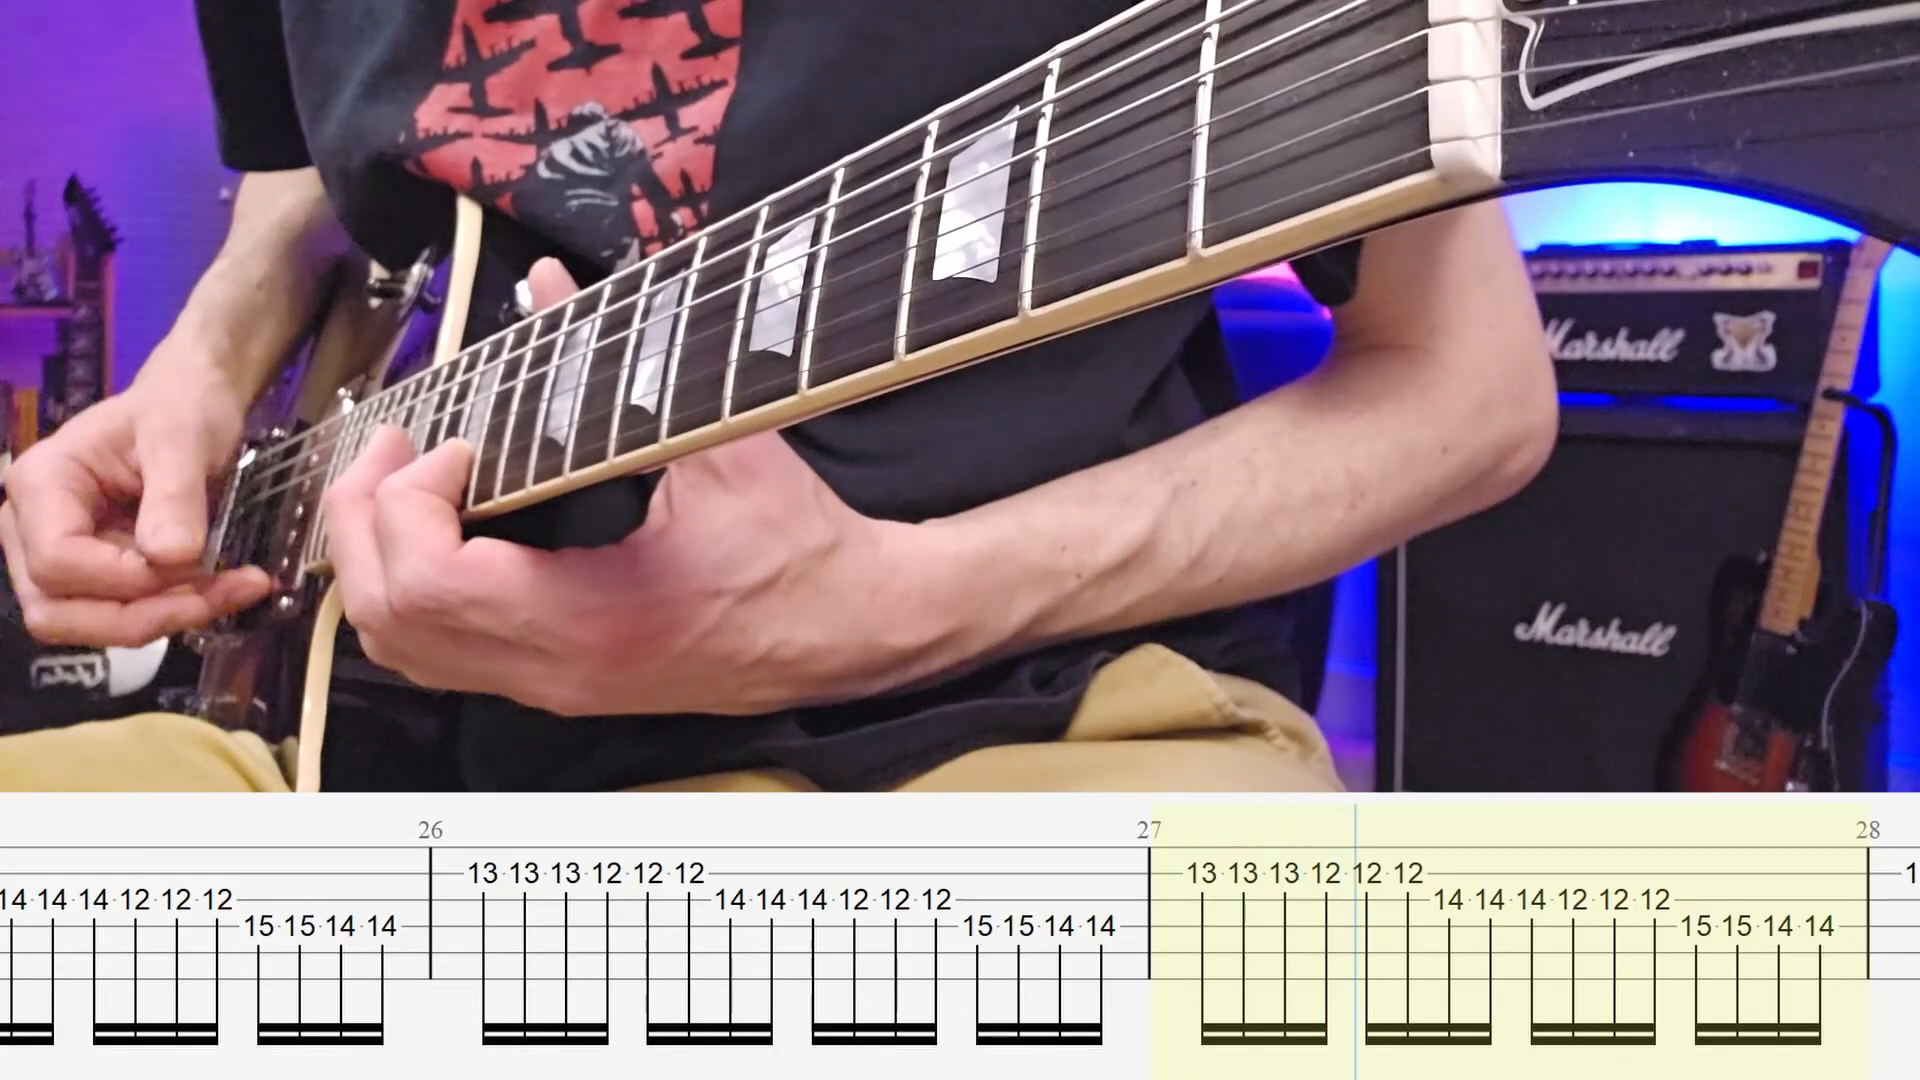 Marshall
Marshall
26 27 28
13 13 13 12 12 12 13 13 13 12 12 12 1
14 14 14 12 12 12 14 14 14 12 12 12 14 14 14 12 12 12
15 15 14 14 15 15 14 14 15 15 14 14